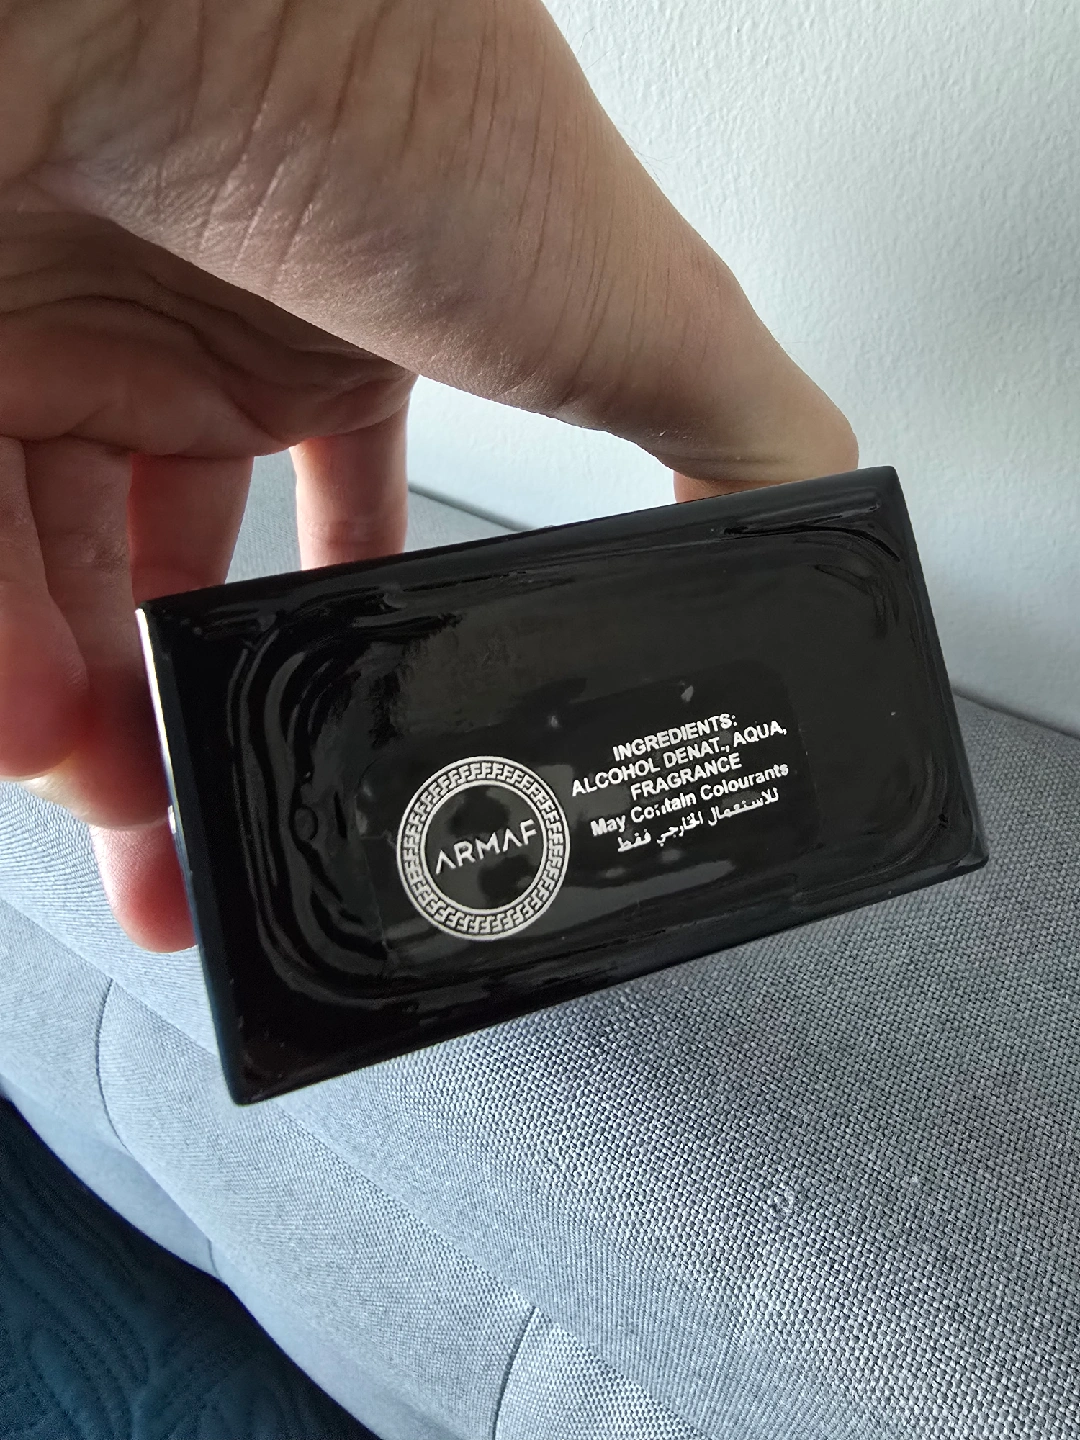 ARMAF
INGREDIENTS:
ALCOHOL DENAT., AQUA,
FRAGRANCE
May Contain Colourants
للاستعمال الخارجي فقط